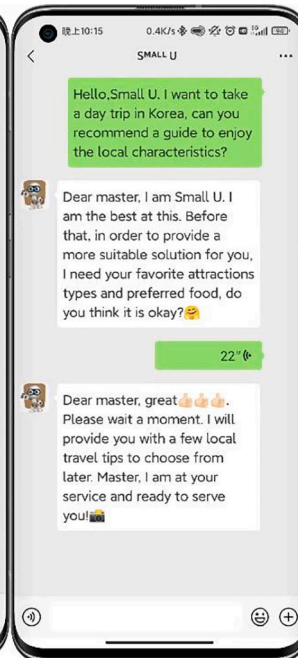 晚上10:15 0.4K/s
SMALL U
Hello,Small U. I want to take
a day trip in Korea, can you
recommend a guide to enjoy
the local characteristics?
Dear master, I am Small U. I
am the best at this. Before
that, in order to provide a
more suitable solution for you,
I need your favorite attractions
types and preferred food, do
you think it is okay?🤗
22"
Dear master, great👍🏻👍🏻👍🏻.
Please wait a moment. I will
provide you with a few local
travel tips to choose from
later. Master, I am at your
service and ready to serve
you!📸